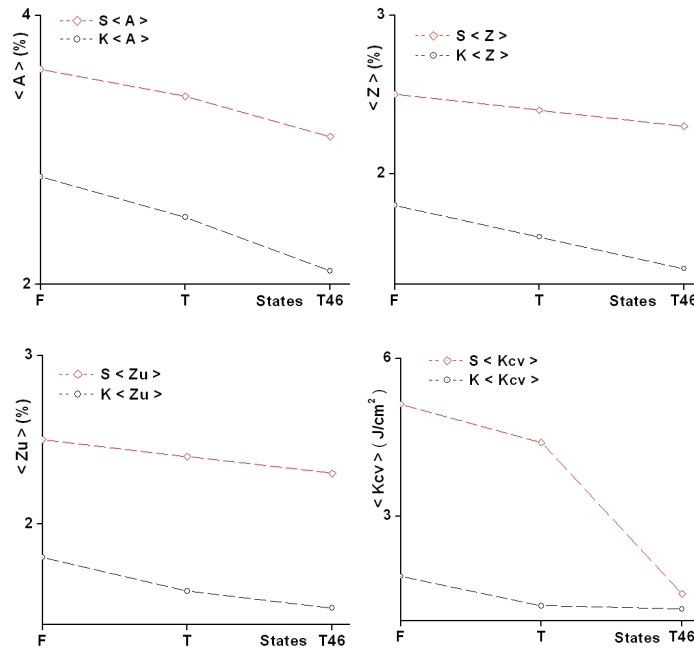 4
S < A >
K < A >
< A > (%)
2
F T States T46
3
S < Z >
K < Z >
< Z > (%)
2
F T States T46
3
S < Zu >
K < Zu >
< Zu > (%)
2
F T States T46
6
S < Kcv >
K < Kcv >
< Kcv > ( J/cm²)
3
F T States T46